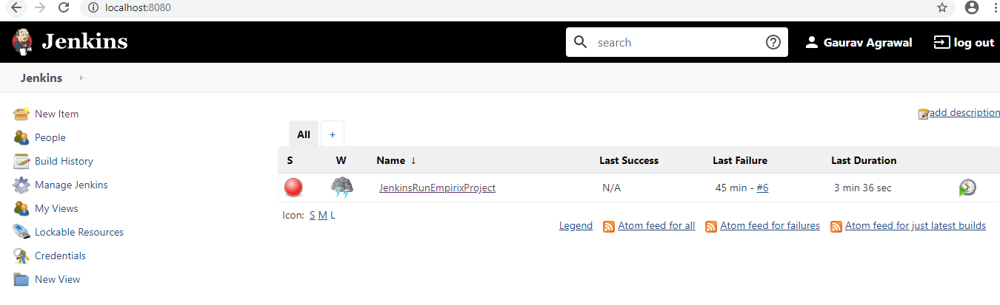 localhost:8080
Jenkins search Gaurav Agrawal log out
Jenkins
New Item
People
Build History
Manage Jenkins
My Views
Lockable Resources
Credentials
New View
add description
All +
S W Name ↓ Last Success Last Failure Last Duration
JenkinsRunEmpirixProject N/A 45 min - #6 3 min 36 sec
Icon: S M L
Legend Atom feed for all Atom feed for failures Atom feed for just latest builds